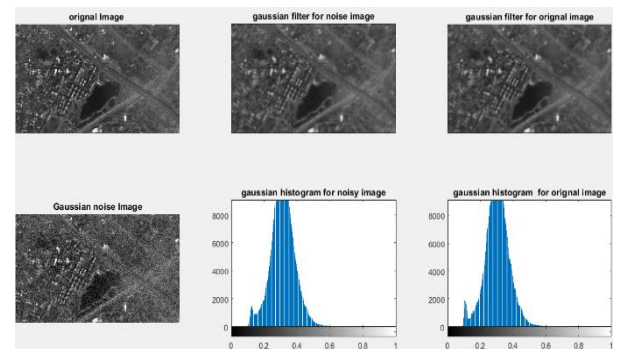 orignal Image
gaussian filter for noise image
gaussian filter for orignal image
Gaussian noise Image
gaussian histogram for noisy image
8000
6000
4000
2000
0
0 0.2 0.4 0.6 0.8 1
gaussian histogram for orignal image
8000
6000
4000
2000
0
0 0.2 0.4 0.6 0.8 1